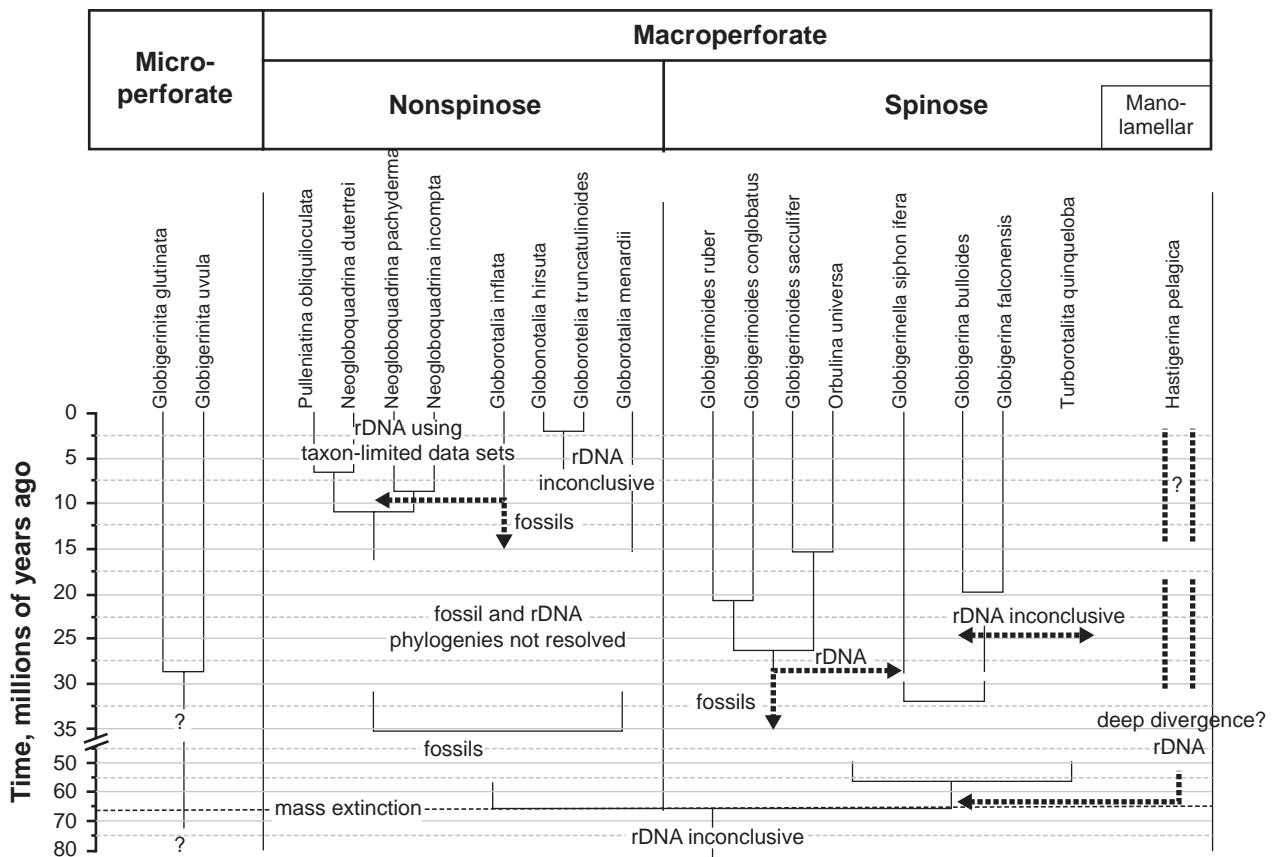 Micro-
perforate
Macroperforate
Nonspinose
Spinose
Mano-
lamellar
Globigerinita glutinata
Globigerinita uvula
Pulleniatina obliquiloculata
Neogloboquadrina dutertrei
Neogloboquadrina pachyderma
Neogloboquadrina incompta
Globorotalia inflata
Globonotalia hirsuta
Globorotelia truncatulinoides
Globorotalia menardii
Globigerinoides ruber
Globigerinoides conglobatus
Globigerinoides sacculifer
Orbulina universa
Globigerinella siphon ifera
Globigerina bulloides
Globigerina falconensis
Turborotalita quinqueloba
Hastigerina pelagica
Time, millions of years ago
0
5
10
15
20
25
30
35
50
60
70
80
rDNA using
taxon-limited data sets
rDNA
inconclusive
fossils
?
fossil and rDNA
phylogenies not resolved
rDNA inconclusive
rDNA
fossils
?
deep divergence?
rDNA
fossils
mass extinction
rDNA inconclusive
?